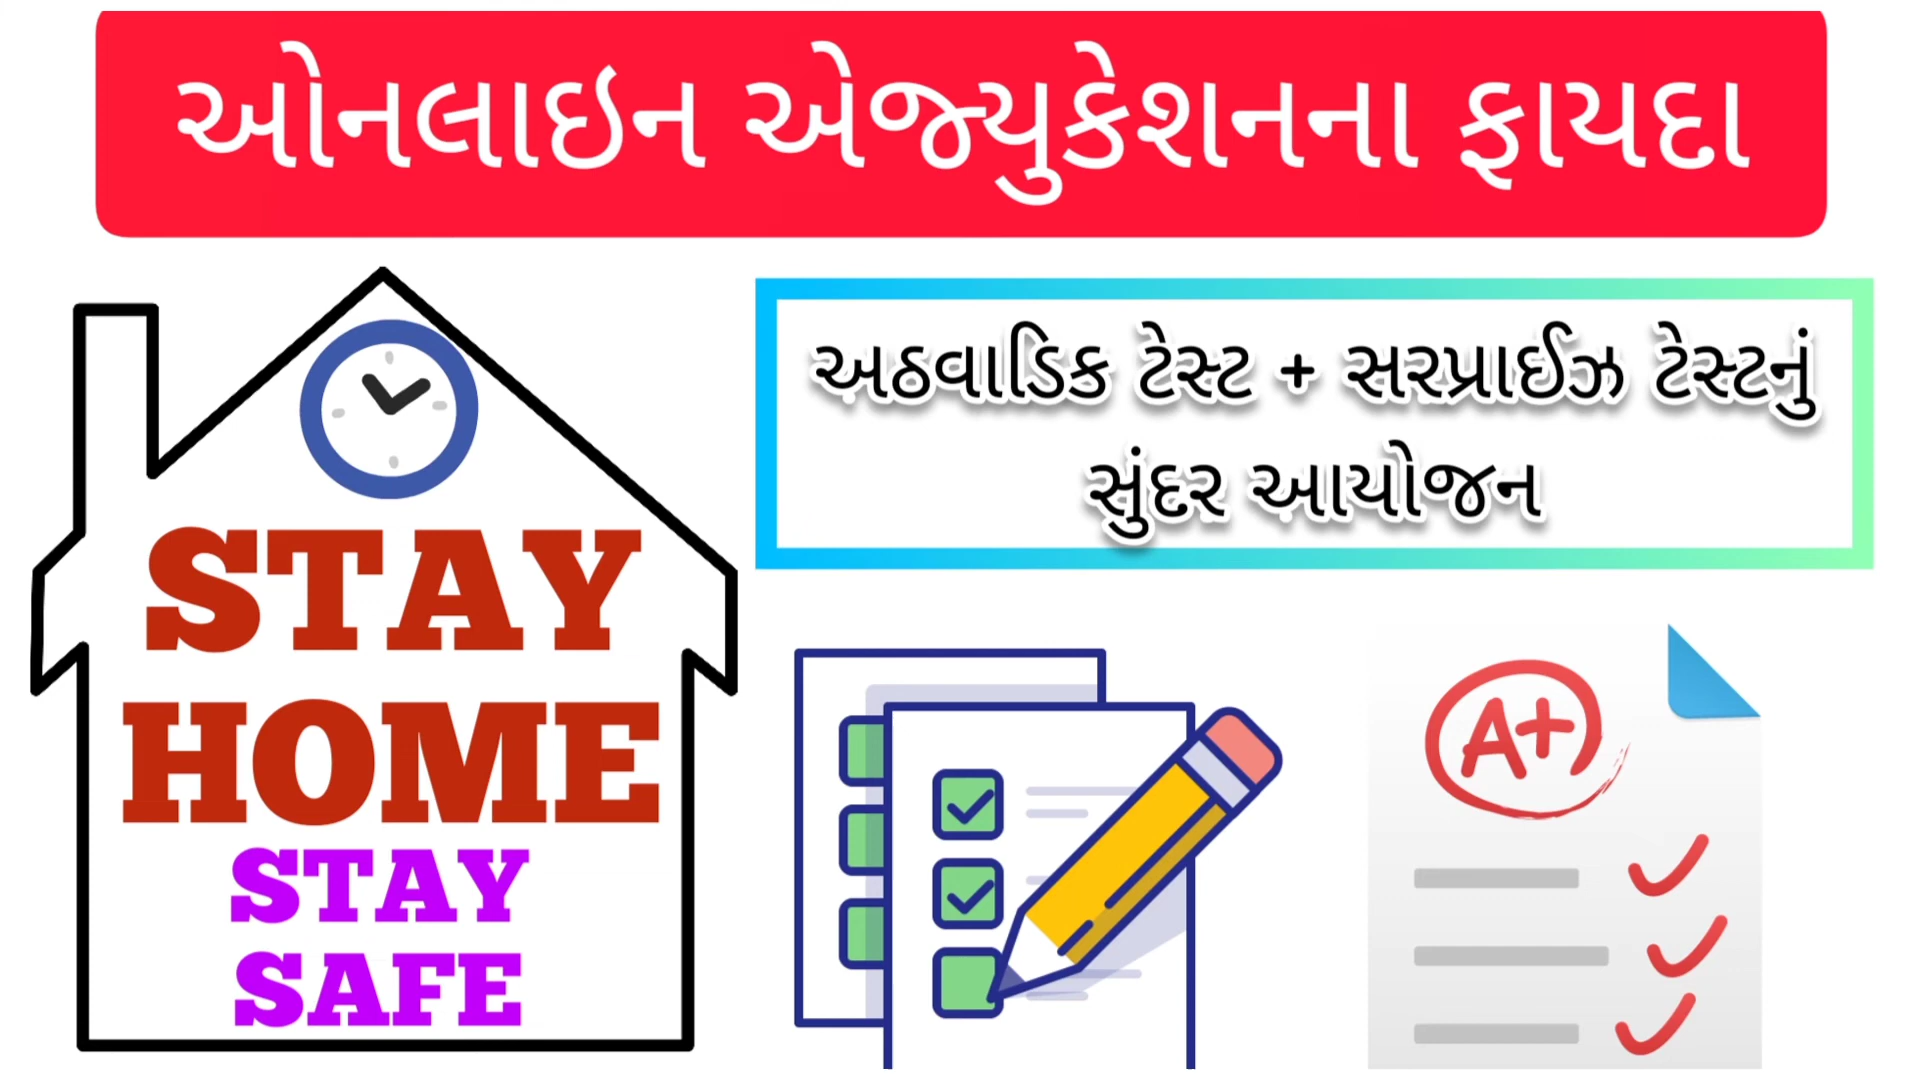 ઓનલાઇન એજ્યુકેશનના ફાયદા
અઠવાડિક ટેસ્ટ + સરપ્રાઈઝ ટેસ્ટનું
સુંદર આયોજન
STAY
HOME
STAY
SAFE
A+